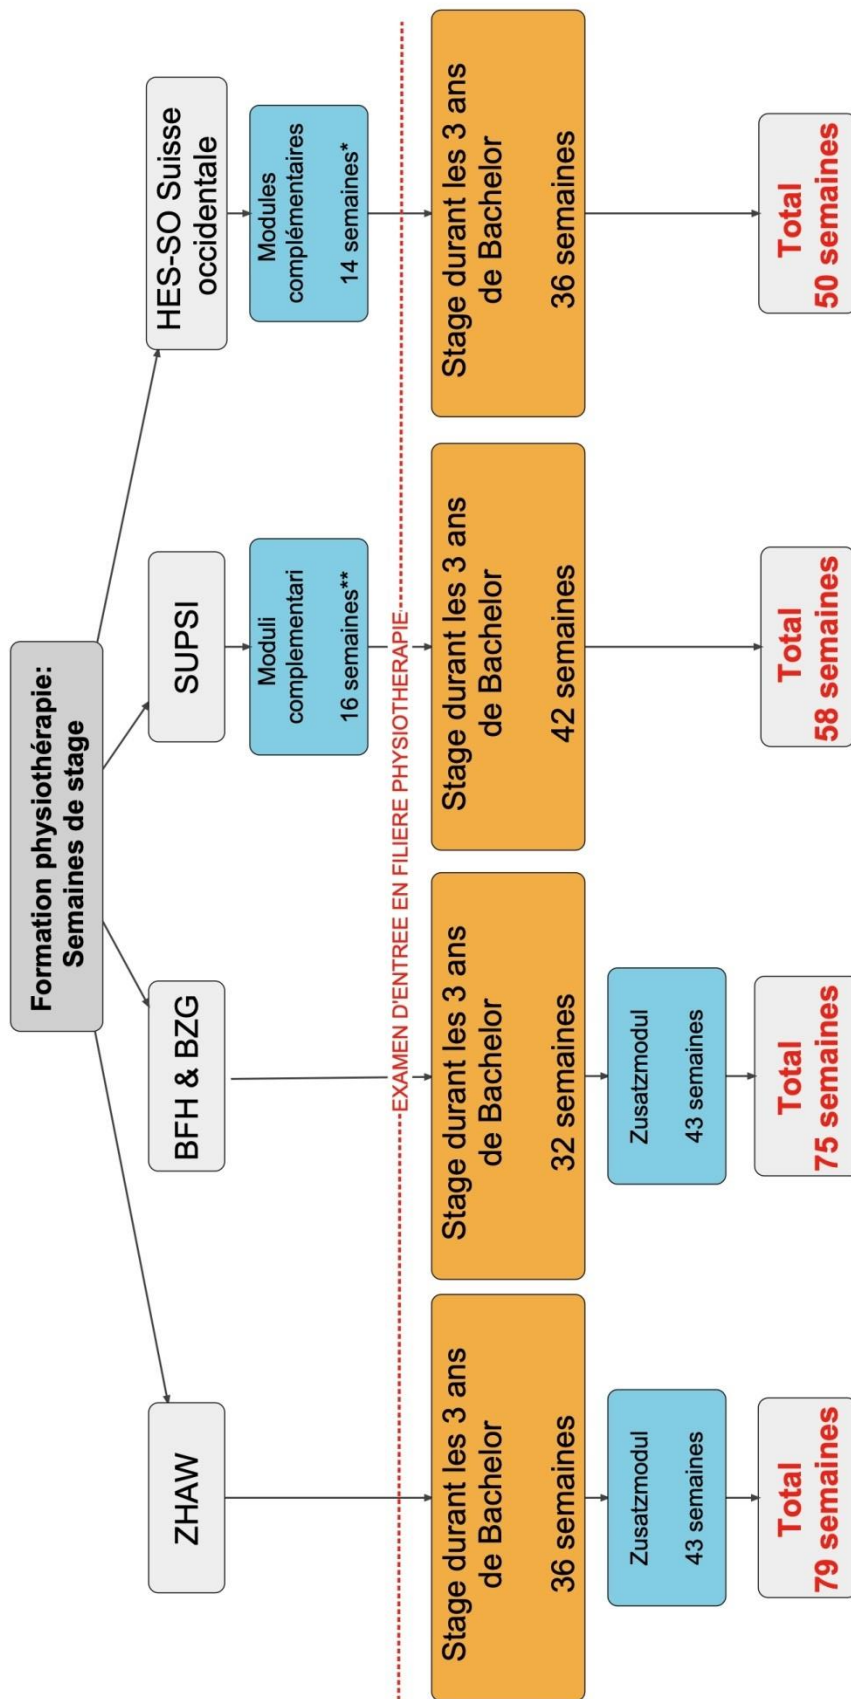 Formation physiothérapie:
Semaines de stage
ZHAW
BFH & BZG
SUPSI
HES-SO Suisse
occidentale
Moduli
complementari
16 semaines**
Modules
complémentaires
14 semaines*
EXAMEN D'ENTREE EN FILIERE PHYSIOTHERAPIE
Stage durant les 3 ans
de Bachelor
36 semaines
Stage durant les 3 ans
de Bachelor
32 semaines
Stage durant les 3 ans
de Bachelor
42 semaines
Stage durant les 3 ans
de Bachelor
36 semaines
Zusatzmodul
43 semaines
Zusatzmodul
43 semaines
Total
79 semaines
Total
75 semaines
Total
58 semaines
Total
50 semaines